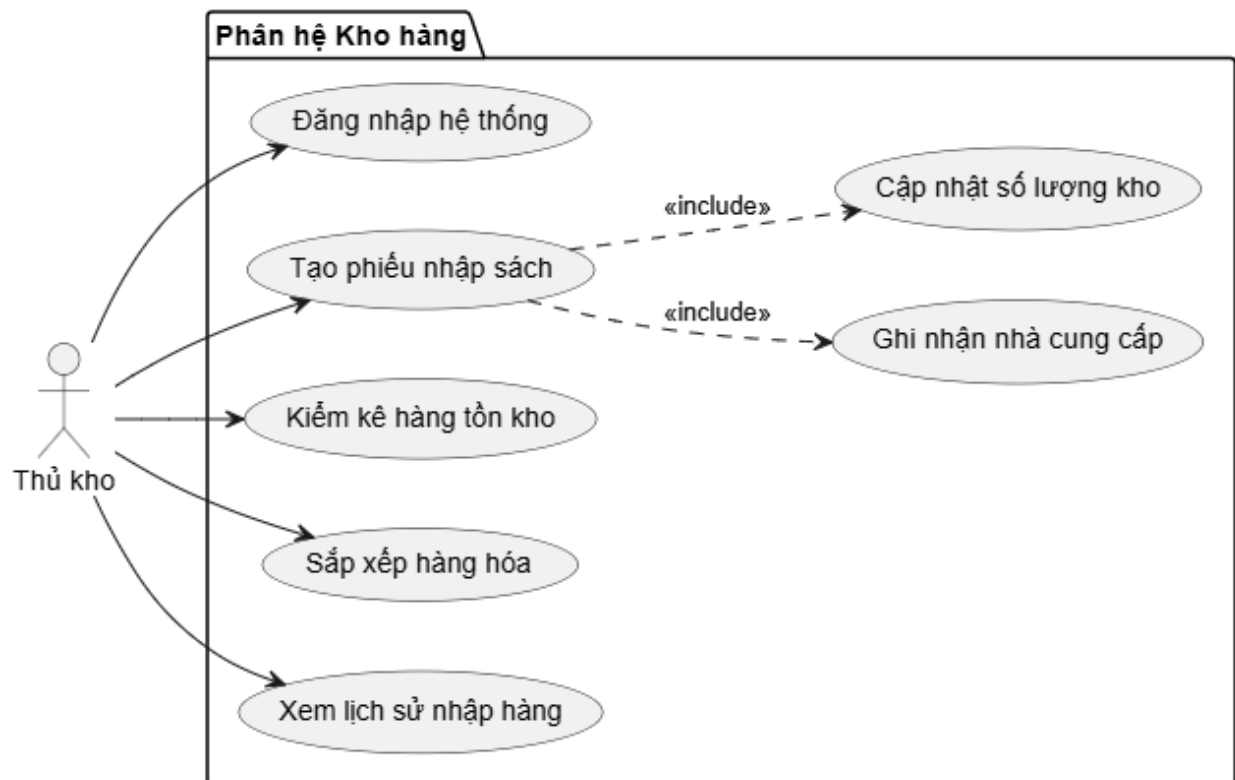 Phân hệ Kho hàng
Đăng nhập hệ thống
Cập nhật số lượng kho
«include»
Tạo phiếu nhập sách
«include»
Ghi nhận nhà cung cấp
Kiểm kê hàng tồn kho
Thủ kho
Sắp xếp hàng hóa
Xem lịch sử nhập hàng